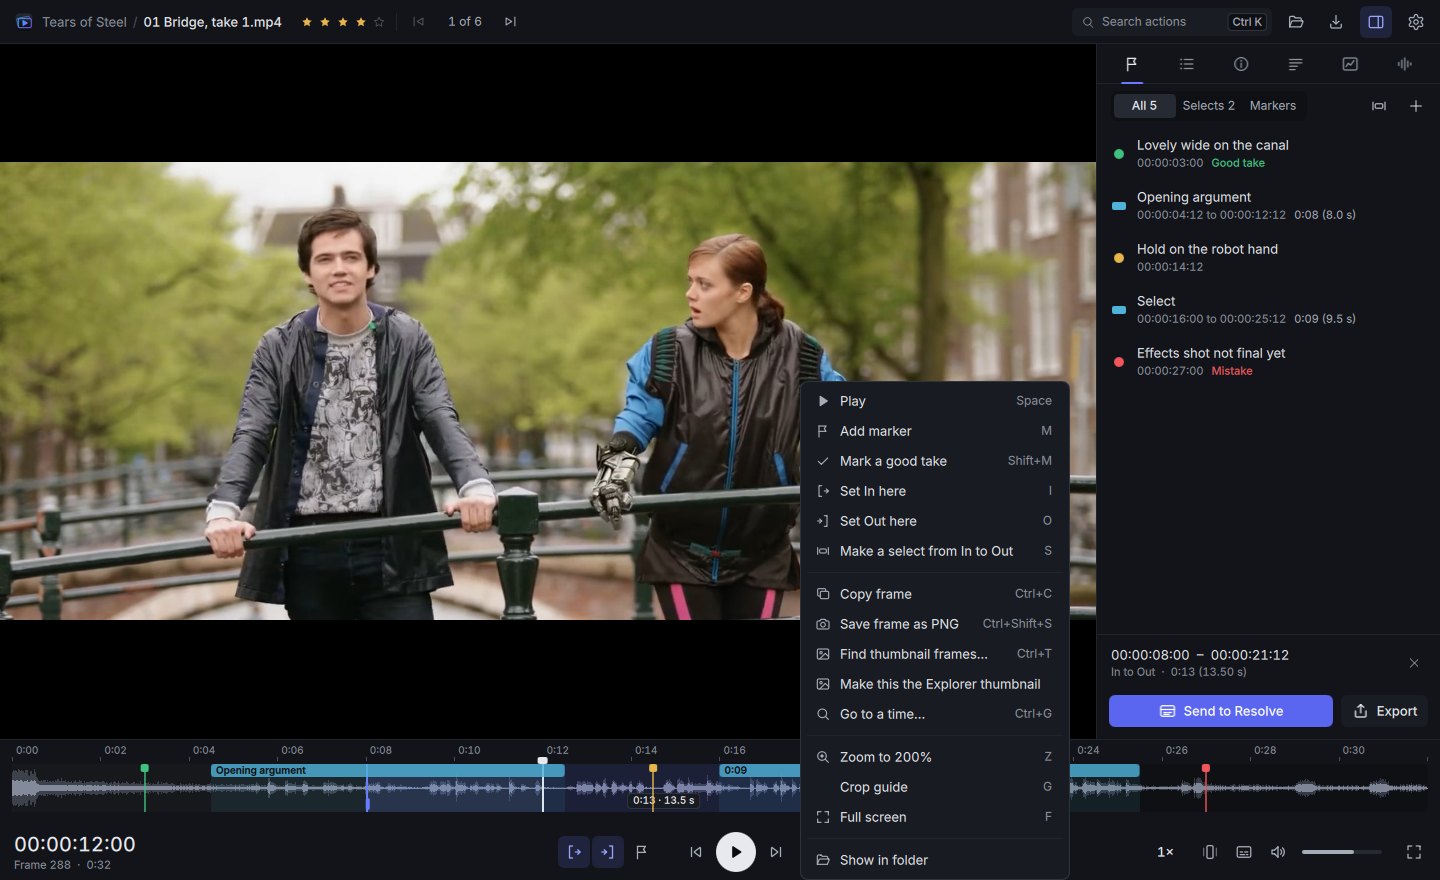 Tears of Steel / 01 Bridge, take 1.mp4
1 of 6
Search actions Ctrl K
All 5 Selects 2 Markers
Lovely wide on the canal
00:00:03:00 Good take
Opening argument
00:00:04:12 to 00:00:12:12 0:08 (8.0 s)
Hold on the robot hand
00:00:14:12
Select
00:00:16:00 to 00:00:25:12 0:09 (9.5 s)
Effects shot not final yet
00:00:27:00 Mistake
Play Space
Add marker M
Mark a good take Shift+M
Set In here I
Set Out here O
Make a select from In to Out S
Copy frame Ctrl+C
Save frame as PNG Ctrl+Shift+S
Find thumbnail frames... Ctrl+T
Make this the Explorer thumbnail
Go to a time... Ctrl+G
Zoom to 200% Z
Crop guide G
Full screen F
Show in folder
00:00:08:00 – 00:00:21:12
In to Out · 0:13 (13.50 s)
Send to Resolve
Export
0:00 0:02 0:04 0:06 0:08 0:10 0:12 0:14 0:16 0:24 0:26 0:28 0:30
Opening argument 0:09
0:13 · 13.5 s
00:00:12:00
Frame 288 · 0:32
1×